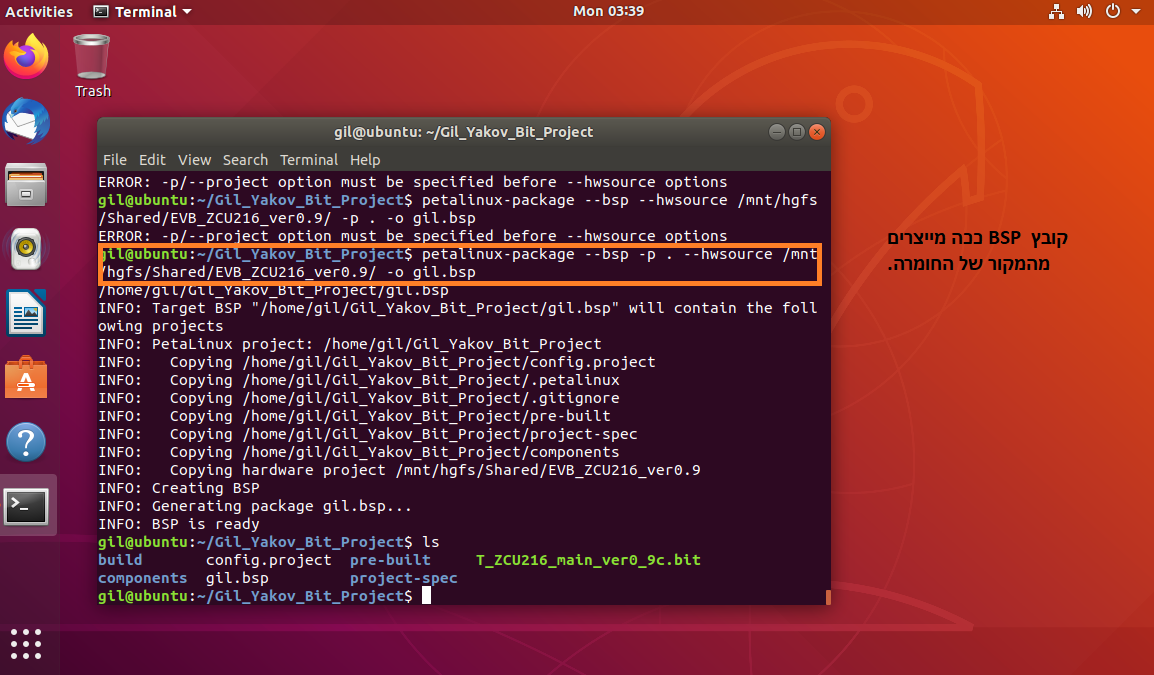 Activities Terminal Mon 03:39
Trash
gil@ubuntu: ~/Gil_Yakov_Bit_Project
File Edit View Search Terminal Help
ERROR: -p/--project option must be specified before --hwsource options
gil@ubuntu:~/Gil_Yakov_Bit_Project$ petalinux-package --bsp --hwsource /mnt/hgfs
/Shared/EVB_ZCU216_ver0.9/ -p . -o gil.bsp
ERROR: -p/--project option must be specified before --hwsource options
gil@ubuntu:~/Gil_Yakov_Bit_Project$ petalinux-package --bsp -p . --hwsource /mnt
/hgfs/Shared/EVB_ZCU216_ver0.9/ -o gil.bsp
/home/gil/Gil_Yakov_Bit_Project/gil.bsp
INFO: Target BSP "/home/gil/Gil_Yakov_Bit_Project/gil.bsp" will contain the foll
owing projects
INFO: PetaLinux project: /home/gil/Gil_Yakov_Bit_Project
INFO:   Copying /home/gil/Gil_Yakov_Bit_Project/config.project
INFO:   Copying /home/gil/Gil_Yakov_Bit_Project/.petalinux
INFO:   Copying /home/gil/Gil_Yakov_Bit_Project/.gitignore
INFO:   Copying /home/gil/Gil_Yakov_Bit_Project/pre-built
INFO:   Copying /home/gil/Gil_Yakov_Bit_Project/project-spec
INFO:   Copying /home/gil/Gil_Yakov_Bit_Project/components
INFO:   Copying hardware project /mnt/hgfs/Shared/EVB_ZCU216_ver0.9
INFO: Creating BSP
INFO: Generating package gil.bsp...
INFO: BSP is ready
gil@ubuntu:~/Gil_Yakov_Bit_Project$ ls
build config.project pre-built T_ZCU216_main_ver0_9c.bit
components gil.bsp project-spec
gil@ubuntu:~/Gil_Yakov_Bit_Project$
קובץ BSP ככה מייצרים
מהמקור של החומרה.